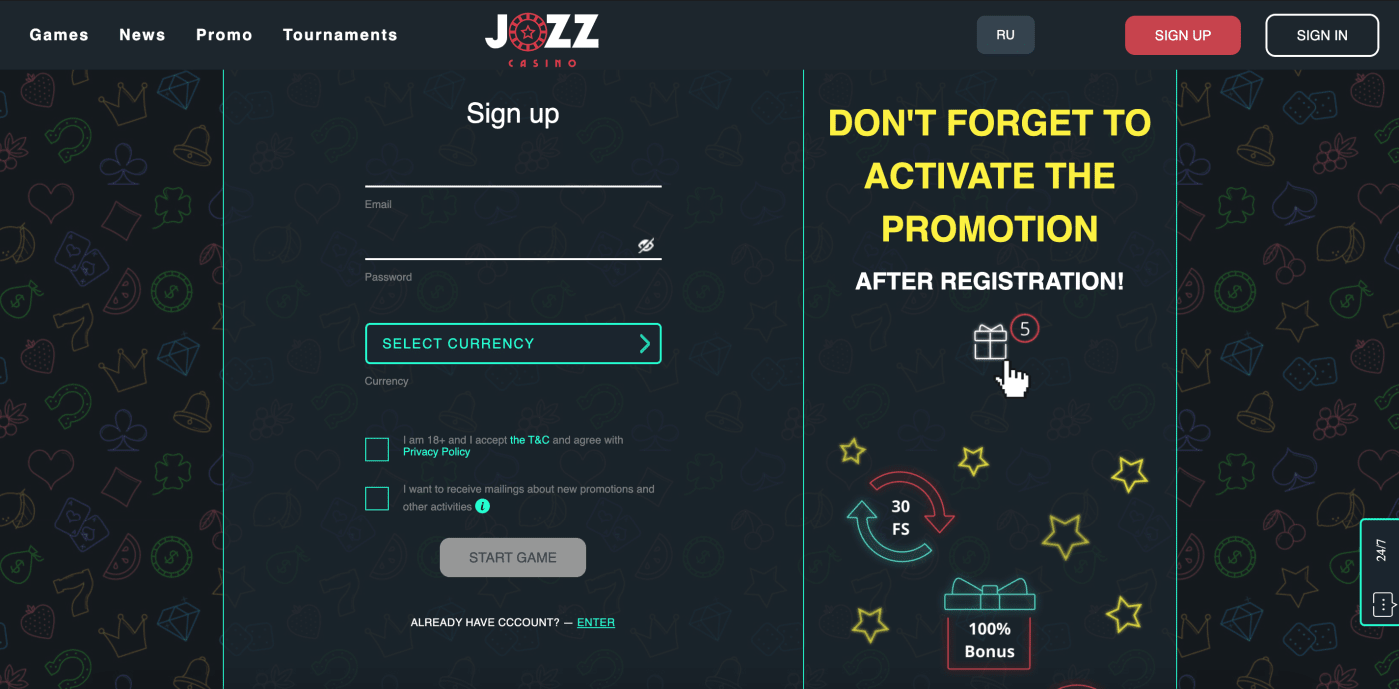 Games News Promo Tournaments
JOZZ
CASINO
RU
SIGN UP
SIGN IN
Sign up
Email
Password
SELECT CURRENCY
Currency
I am 18+ and I accept the T&C and agree with
Privacy Policy
I want to receive mailings about new promotions and
other activities i
START GAME
ALREADY HAVE CCCOUNT? — ENTER
DON'T FORGET TO
ACTIVATE THE
PROMOTION
AFTER REGISTRATION!
5
30
FS
100%
Bonus
24/7